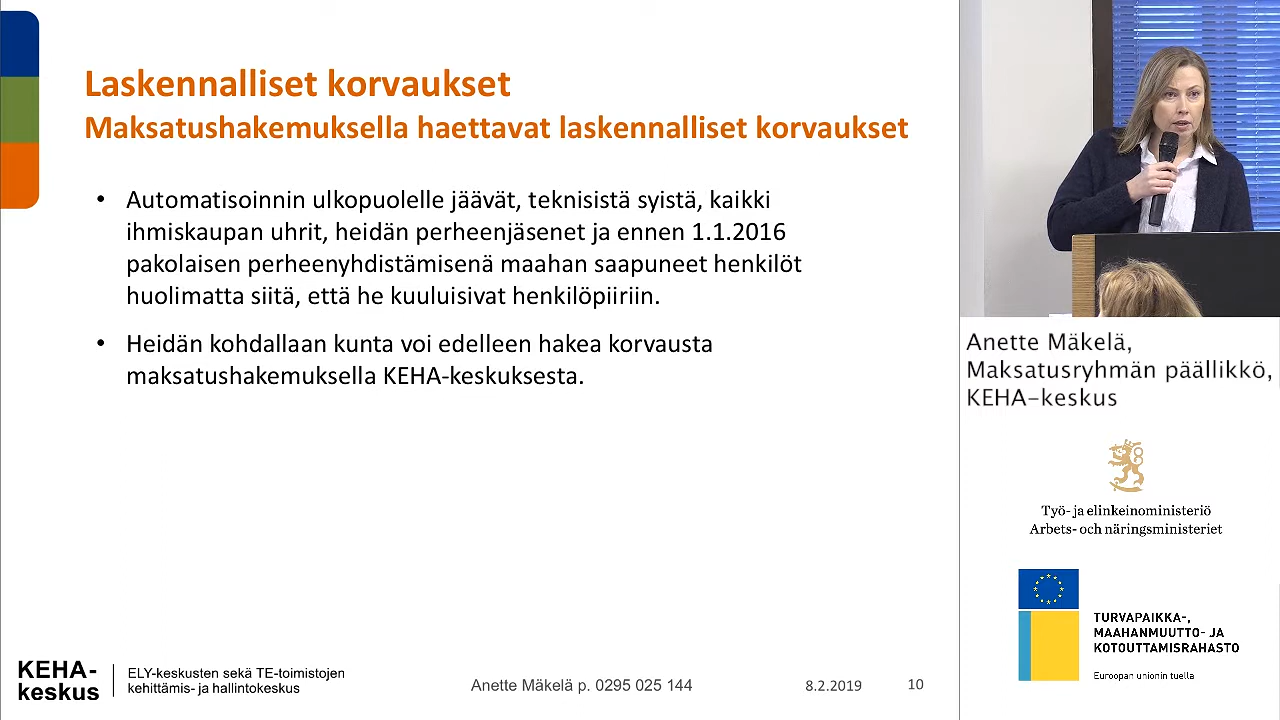 Laskennalliset korvaukset
Maksatushakemuksella haettavat laskennalliset korvaukset
• Automatisoinnin ulkopuolelle jäävät, teknisistä syistä, kaikki
ihmiskaupan uhrit, heidän perheenjäsenet ja ennen 1.1.2016
pakolaisen perheenyhdistämisenä maahan saapuneet henkilöt
huolimatta siitä, että he kuuluisivat henkilöpiiriin.
• Heidän kohdallaan kunta voi edelleen hakea korvausta
maksatushakemuksella KEHA-keskuksesta.
KEHA-
keskus
ELY-keskusten sekä TE-toimistojen
kehittämis- ja hallintokeskus
Anette Mäkelä p. 0295 025 144
8.2.2019
10
Anette Mäkelä,
Maksatusryhmän päällikkö,
KEHA-keskus
Työ- ja elinkeinoministeriö
Arbets- och näringsministeriet
TURVAPAIKKA-,
MAAHANMUUTTO- JA
KOTOUTTAMISRAHASTO
Euroopan unionin tuella